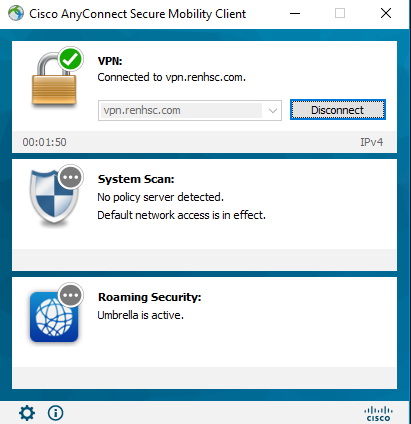 Cisco AnyConnect Secure Mobility Client
VPN:
Connected to vpn.renhsc.com.
vpn.renhsc.com
Disconnect
00:01:50
IPv4
System Scan:
No policy server detected.
Default network access is in effect.
Roaming Security:
Umbrella is active.
CISCO